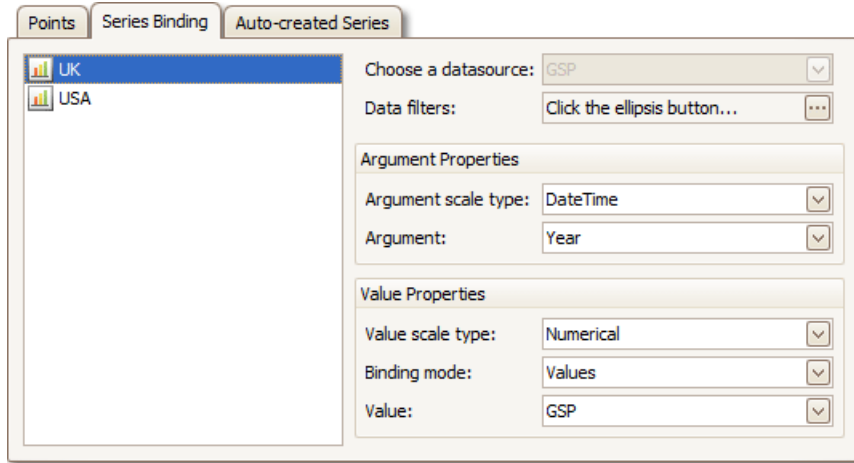 Points Series Binding Auto-created Series
UK
USA
Choose a datasource: GSP
Data filters: Click the ellipsis button...
Argument Properties
Argument scale type: DateTime
Argument: Year
Value Properties
Value scale type: Numerical
Binding mode: Values
Value: GSP